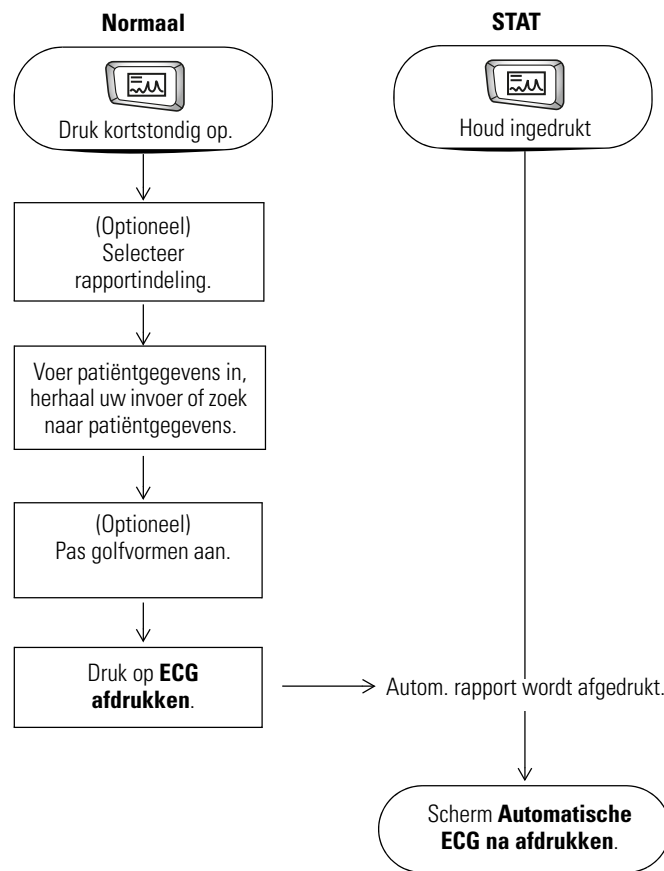 Normaal
STAT
Druk kortstondig op.
Houd ingedrukt
(Optioneel)
Selecteer
rapportindeling.
Voer patiëntgegevens in,
herhaal uw invoer of zoek
naar patiëntgegevens.
(Optioneel)
Pas golfvormen aan.
Druk op ECG
afdrukken.
Autom. rapport wordt afgedrukt.
Scherm Automatische
ECG na afdrukken.